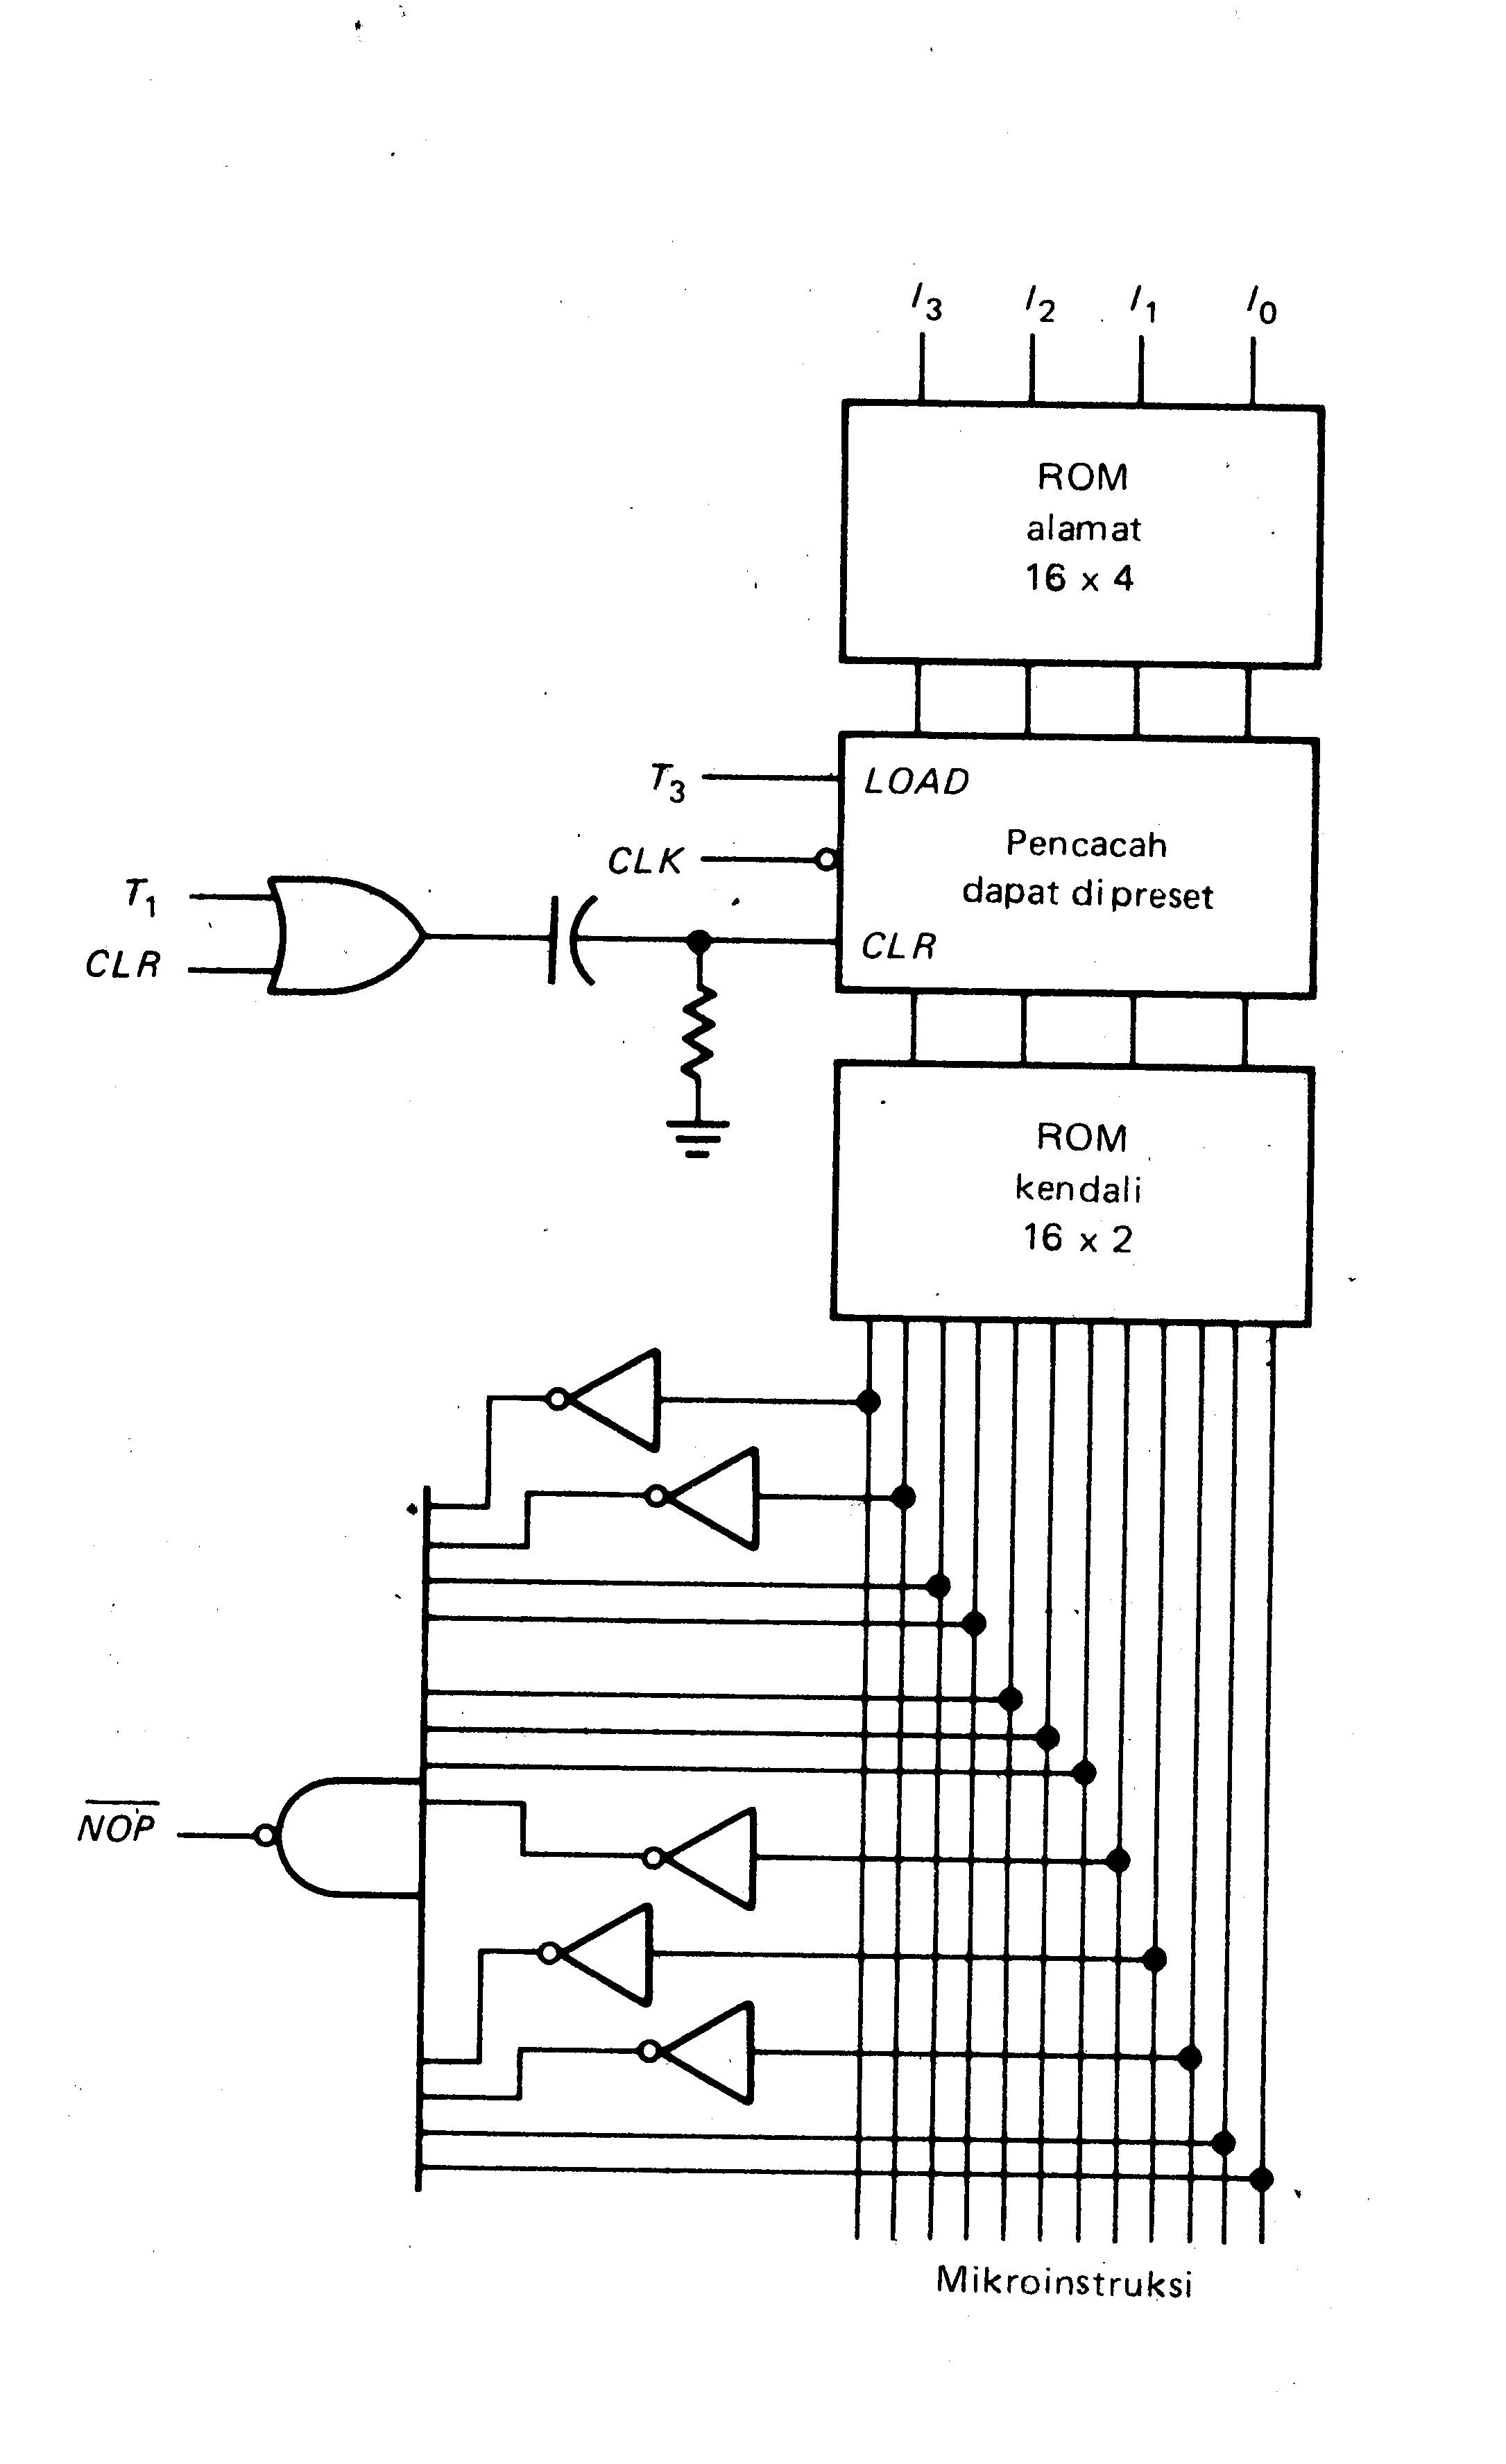 I3 I2 I1 I0
ROM
alamat
16 x 4
T3
LOAD
CLK
Pencacah
dapat dipreset
T1
CLR
CLR
ROM
kendali
16 x 2
NOP
Mikroinstruksi